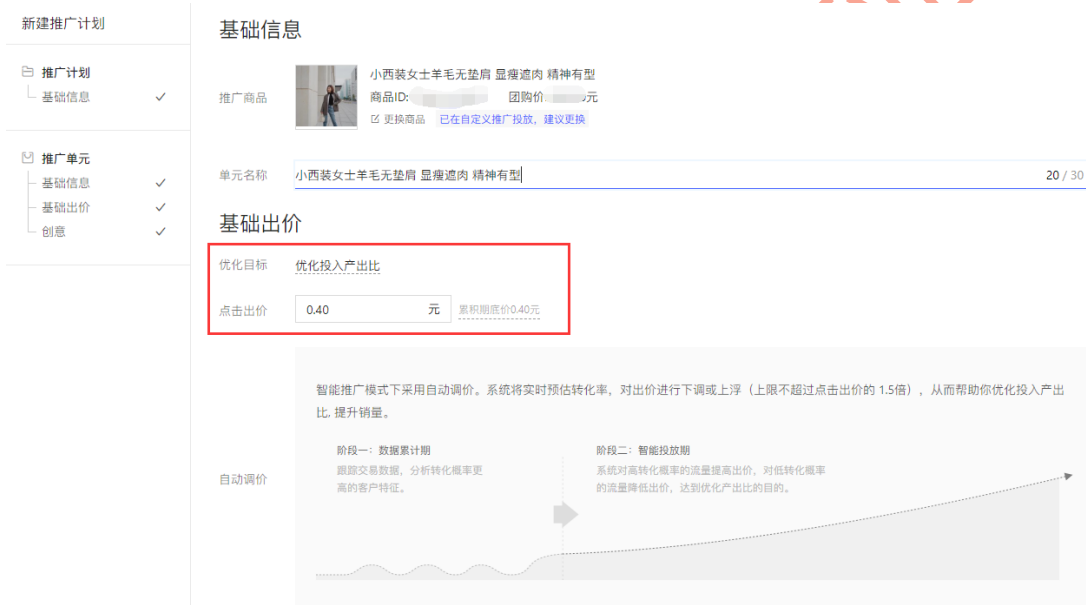 新建推广计划
推广计划
基础信息
推广单元
基础信息
基础出价
创意
基础信息
推广商品
小西装女士羊毛无垫肩 显瘦遮肉 精神有型
商品ID: 团购价 元
更换商品 已在自定义推广投放，建议更换
单元名称 小西装女士羊毛无垫肩 显瘦遮肉 精神有型 20 / 30
基础出价
优化目标 优化投入产出比
点击出价 0.40 元 累积期底价0.40元
智能推广模式下采用自动调价。系统将实时预估转化率，对出价进行下调或上浮（上限不超过点击出价的 1.5倍），从而帮助你优化投入产出
比, 提升销量。
自动调价
阶段一：数据累计期
跟踪交易数据，分析转化概率更
高的客户特征。
阶段二：智能投放期
系统对高转化概率的流量提高出价，对低转化概率
的流量降低出价，达到优化产出比的目的。